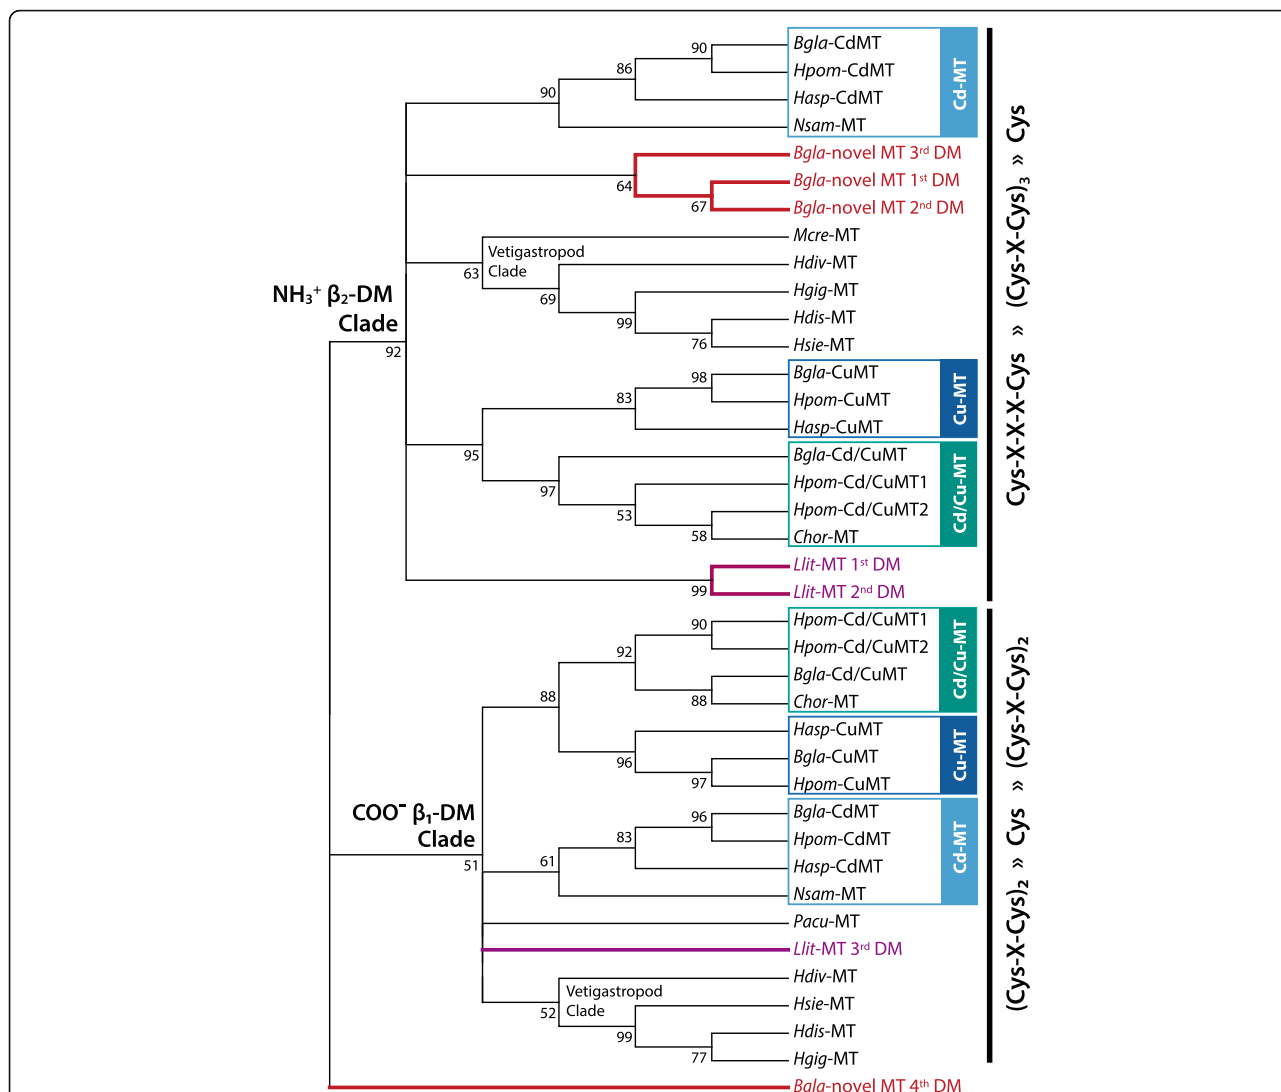 90
Bgla-CdMT
86
Hpom-CdMT
90
Hasp-CdMT
Nsam-MT
Cd-MT
Bgla-novel MT 3rd DM
64
Bgla-novel MT 1st DM
67
Bgla-novel MT 2nd DM
Mcre-MT
Vetigastropod
Clade
63
Hdiv-MT
69
Hgig-MT
99
Hdis-MT
76
Hsie-MT
NH₃⁺ β₂-DM
Clade
92
98
Bgla-CuMT
83
Hpom-CuMT
Hasp-CuMT
Cu-MT
95
Bgla-Cd/CuMT
97
Hpom-Cd/CuMT1
53
Hpom-Cd/CuMT2
58
Chor-MT
Cd/Cu-MT
Llit-MT 1st DM
99
Llit-MT 2nd DM
Cys-X-X-X-Cys » (Cys-X-Cys)₃ » Cys
90
Hpom-Cd/CuMT1
92
Hpom-Cd/CuMT2
88
Bgla-Cd/CuMT
88
Chor-MT
Cd/Cu-MT
Hasp-CuMT
96
Bgla-CuMT
97
Hpom-CuMT
Cu-MT
COO⁻ β₁-DM
Clade
51
96
Bgla-CdMT
83
Hpom-CdMT
61
Hasp-CdMT
Nsam-MT
Cd-MT
Pacu-MT
Llit-MT 3rd DM
Hdiv-MT
Vetigastropod
Clade
52
Hsie-MT
99
Hdis-MT
77
Hgig-MT
(Cys-X-Cys)₂ » Cys » (Cys-X-Cys)₂
Bgla-novel MT 4th DM